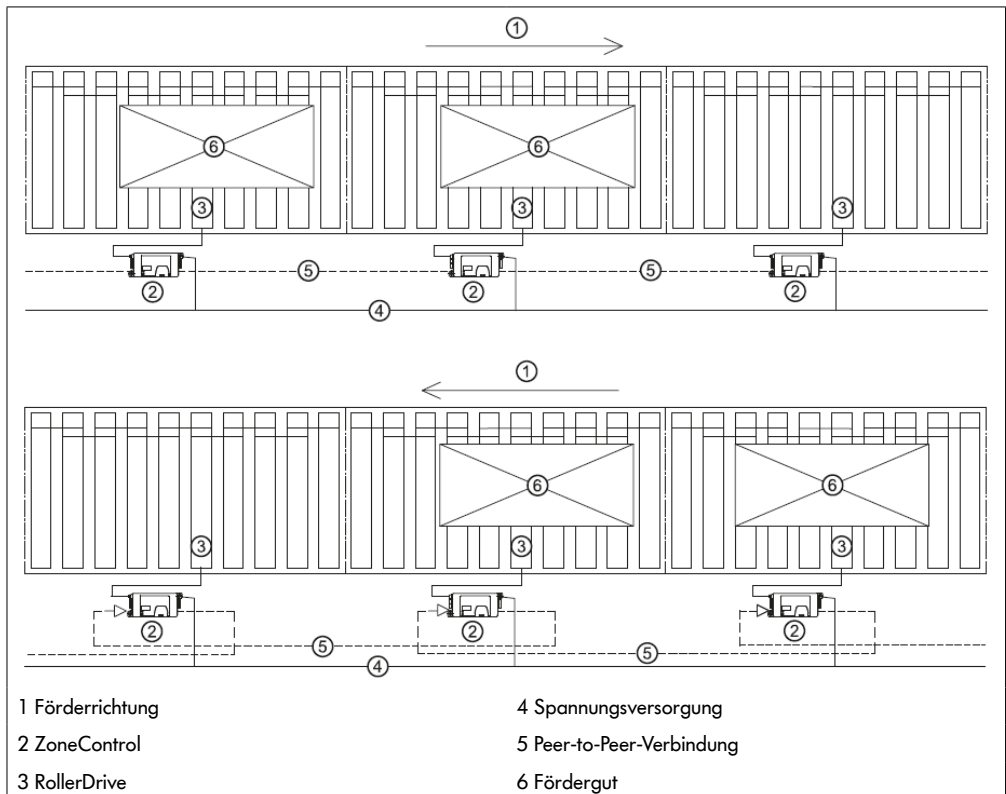 ①
⑥ ⑥
③ ③ ③
⑤ ⑤
② ② ②
④
①
⑥ ⑥
③ ③ ③
② ② ②
⑤ ⑤
④
1 Förderrichtung
2 ZoneControl
3 RollerDrive
4 Spannungsversorgung
5 Peer-to-Peer-Verbindung
6 Fördergut